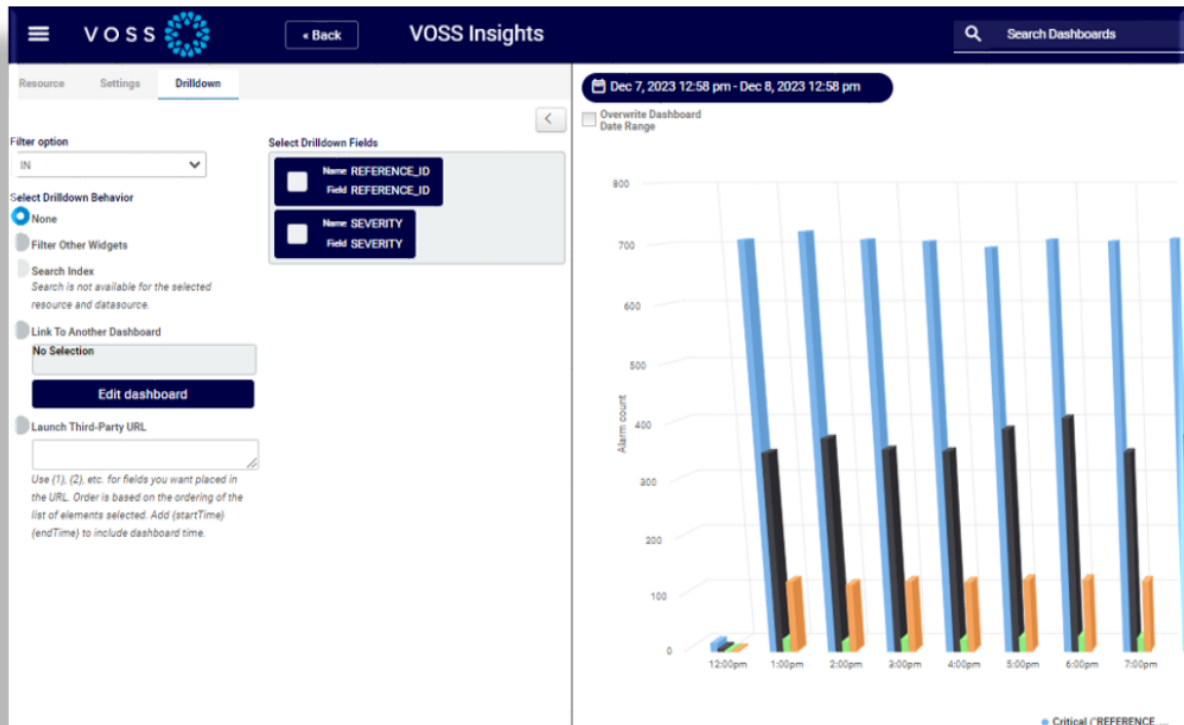 VOSS
« Back
VOSS Insights
Search Dashboards
Resource
Settings
Drilldown
Filter option
IN
Select Drilldown Behavior
None
Filter Other Widgets
Search Index
Search is not available for the selected
resource and datasource.
Link To Another Dashboard
No Selection
Edit dashboard
Launch Third-Party URL
Use {1}, {2}, etc. for fields you want placed in
the URL. Order is based on the ordering of the
list of elements selected. Add {startTime}
{endTime} to include dashboard time.
Select Drilldown Fields
Name REFERENCE_ID
Field REFERENCE_ID
Name SEVERITY
Field SEVERITY
Dec 7, 2023 12:58 pm - Dec 8, 2023 12:58 pm
Overwrite Dashboard
Date Range
Alarm count
800
700
600
500
400
300
200
100
0
12:00pm
1:00pm
2:00pm
3:00pm
4:00pm
5:00pm
6:00pm
7:00pm
Critical (REFERENCE